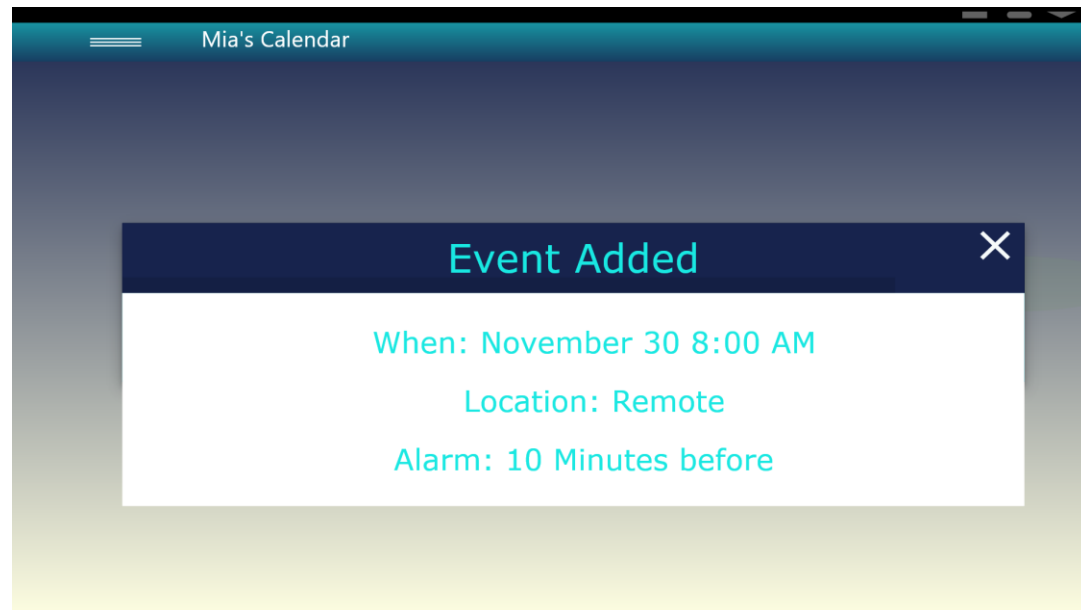 Mia's Calendar
Event Added
When: November 30 8:00 AM
Location: Remote
Alarm: 10 Minutes before